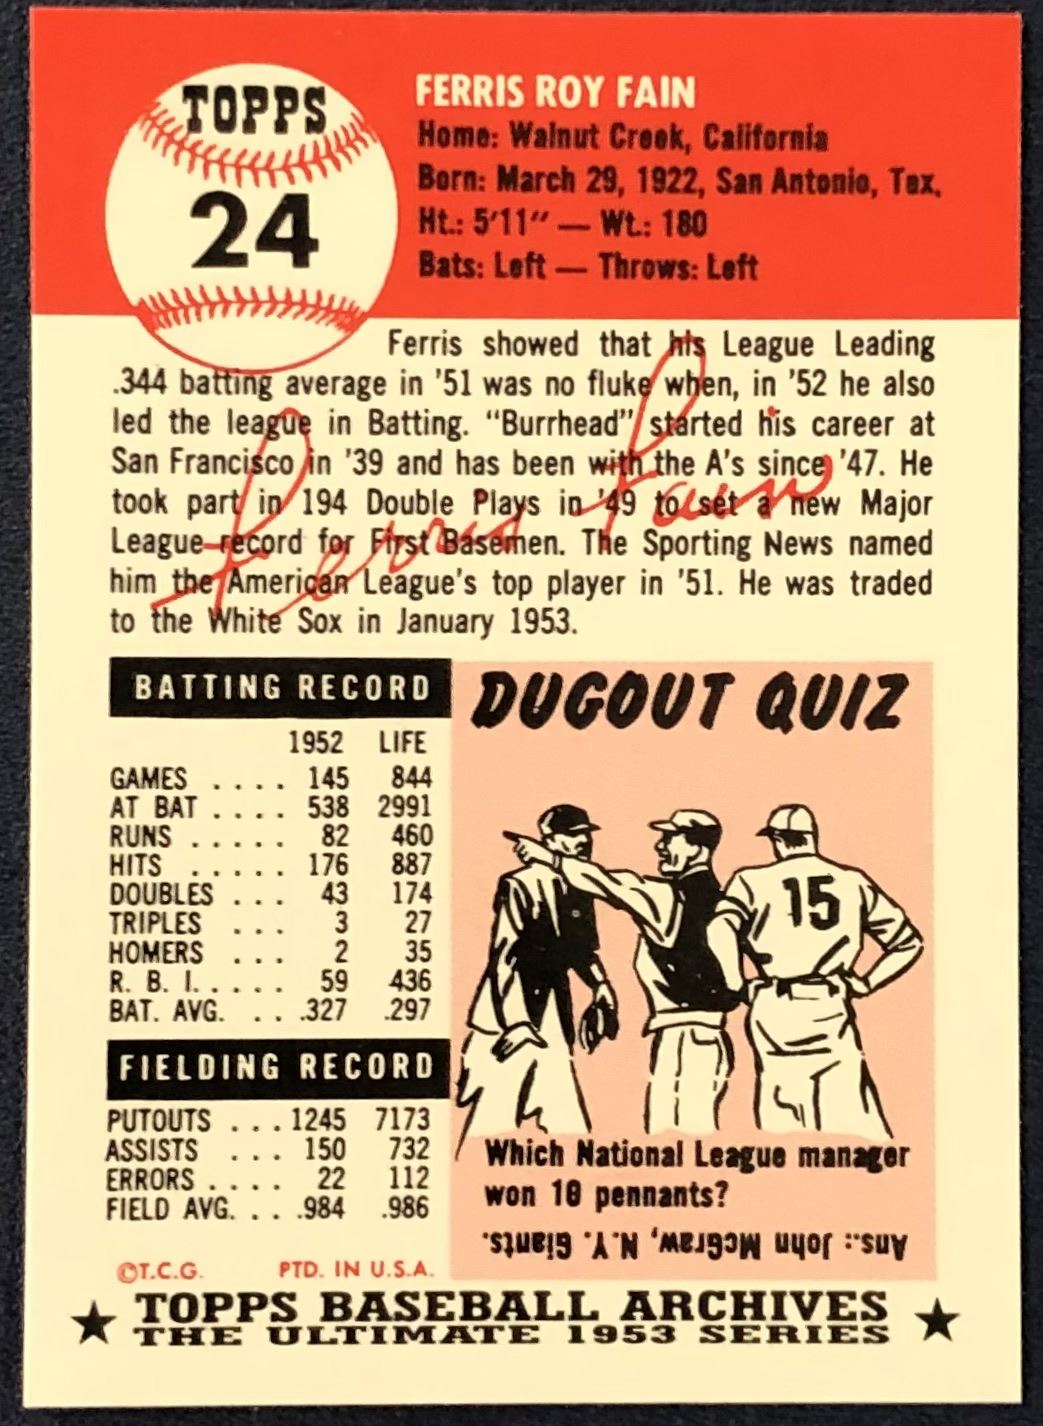 TOPPS
24
FERRIS ROY FAIN
Home: Walnut Creek, California
Born: March 29, 1922, San Antonio, Tex.
Ht.: 5'11" — Wt.: 180
Bats: Left — Throws: Left
Ferris showed that his League Leading
.344 batting average in '51 was no fluke when, in '52 he also
led the league in Batting. "Burrhead" started his career at
San Francisco in '39 and has been with the A's since '47. He
took part in 194 Double Plays in '49 to set a new Major
League record for First Basemen. The Sporting News named
him the American League's top player in '51. He was traded
to the White Sox in January 1953.
Ferris Fain
BATTING RECORD
1952 LIFE
GAMES .... 145 844
AT BAT .... 538 2991
RUNS ..... 82 460
HITS ..... 176 887
DOUBLES ... 43 174
TRIPLES ... 3 27
HOMERS ... 2 35
R. B. I. .... 59 436
BAT. AVG. ... .327 .297
FIELDING RECORD
PUTOUTS ... 1245 7173
ASSISTS ... 150 732
ERRORS .... 22 112
FIELD AVG. ... .984 .986
©T.C.G. PTD. IN U.S.A.
DUGOUT QUIZ
15
Which National League manager
won 10 pennants?
Ans.: John McGraw, N.Y. Giants.
TOPPS BASEBALL ARCHIVES
THE ULTIMATE 1953 SERIES